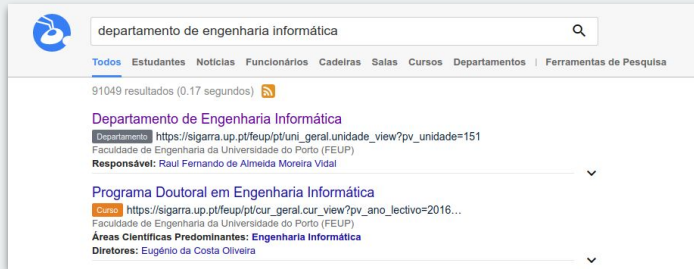 departamento de engenharia informática
Todos Estudantes Notícias Funcionários Cadeiras Salas Cursos Departamentos | Ferramentas de Pesquisa
91049 resultados (0.17 segundos)
Departamento de Engenharia Informática
Departamento https://sigarra.up.pt/feup/pt/uni_geral.unidade_view?pv_unidade=151
Faculdade de Engenharia da Universidade do Porto (FEUP)
Responsável: Raul Fernando de Almeida Moreira Vidal
Programa Doutoral em Engenharia Informática
Curso https://sigarra.up.pt/feup/pt/cur_geral.cur_view?pv_ano_lectivo=2016…
Faculdade de Engenharia da Universidade do Porto (FEUP)
Áreas Científicas Predominantes: Engenharia Informática
Diretores: Eugénio da Costa Oliveira